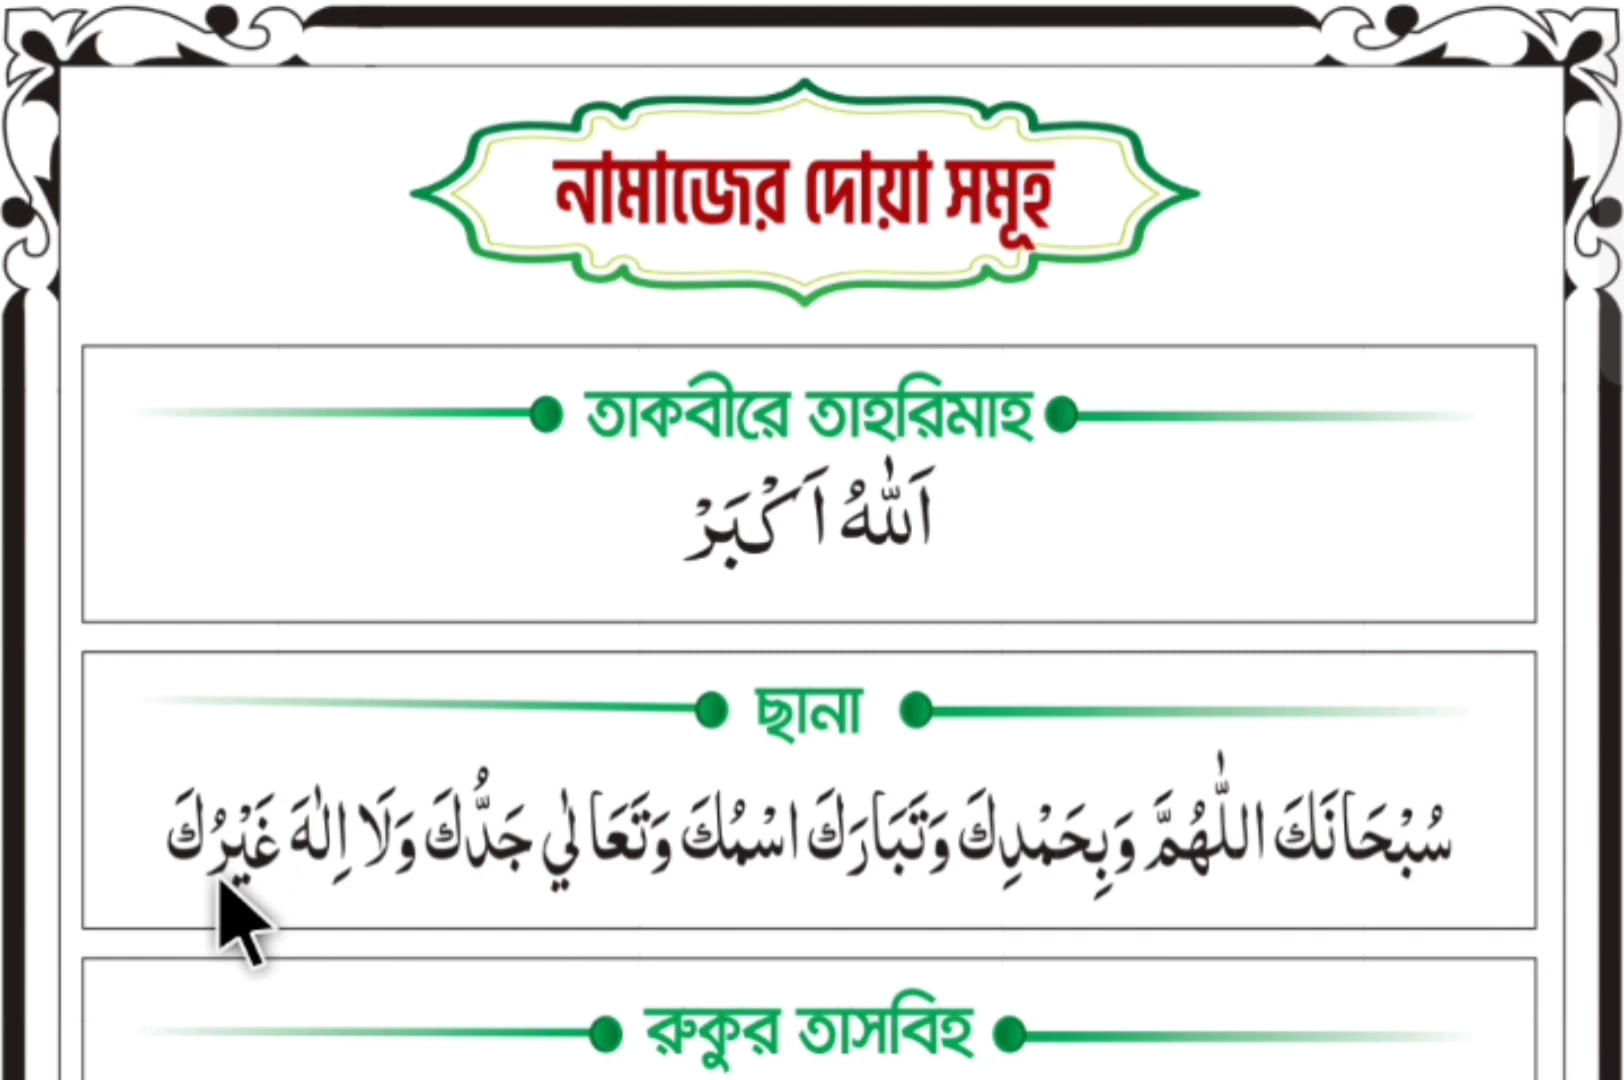 নামাজের দোয়া সমূহ
তাকবীরে তাহরিমাহ
اَللّٰهُ اَكْبَرْ
ছানা
سُبْحَانَكَ اللّٰهُمَّ وَبِحَمْدِكَ وَتَبَارَكَ اسْمُكَ وَتَعَالٰي جَدُّكَ وَلَا اِلٰهَ غَيْرُكَ
রুকুর তাসবিহ